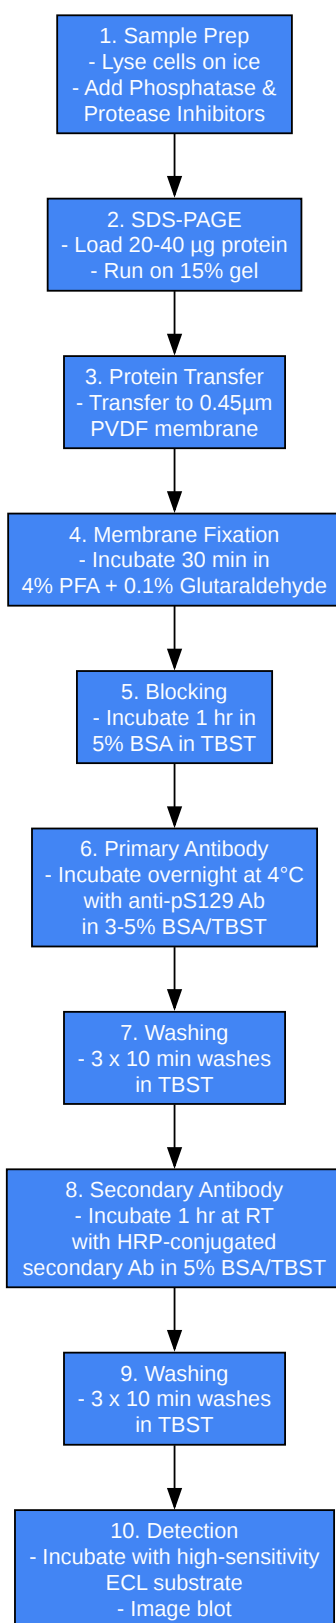 1. Sample Prep
- Lyse cells on ice
- Add Phosphatase &
Protease Inhibitors
2. SDS-PAGE
- Load 20-40 µg protein
- Run on 15% gel
3. Protein Transfer
- Transfer to 0.45µm
PVDF membrane
4. Membrane Fixation
- Incubate 30 min in
4% PFA + 0.1% Glutaraldehyde
5. Blocking
- Incubate 1 hr in
5% BSA in TBST
6. Primary Antibody
- Incubate overnight at 4°C
with anti-pS129 Ab
in 3-5% BSA/TBST
7. Washing
- 3 x 10 min washes
in TBST
8. Secondary Antibody
- Incubate 1 hr at RT
with HRP-conjugated
secondary Ab in 5% BSA/TBST
9. Washing
- 3 x 10 min washes
in TBST
10. Detection
- Incubate with high-sensitivity
ECL substrate
- Image blot